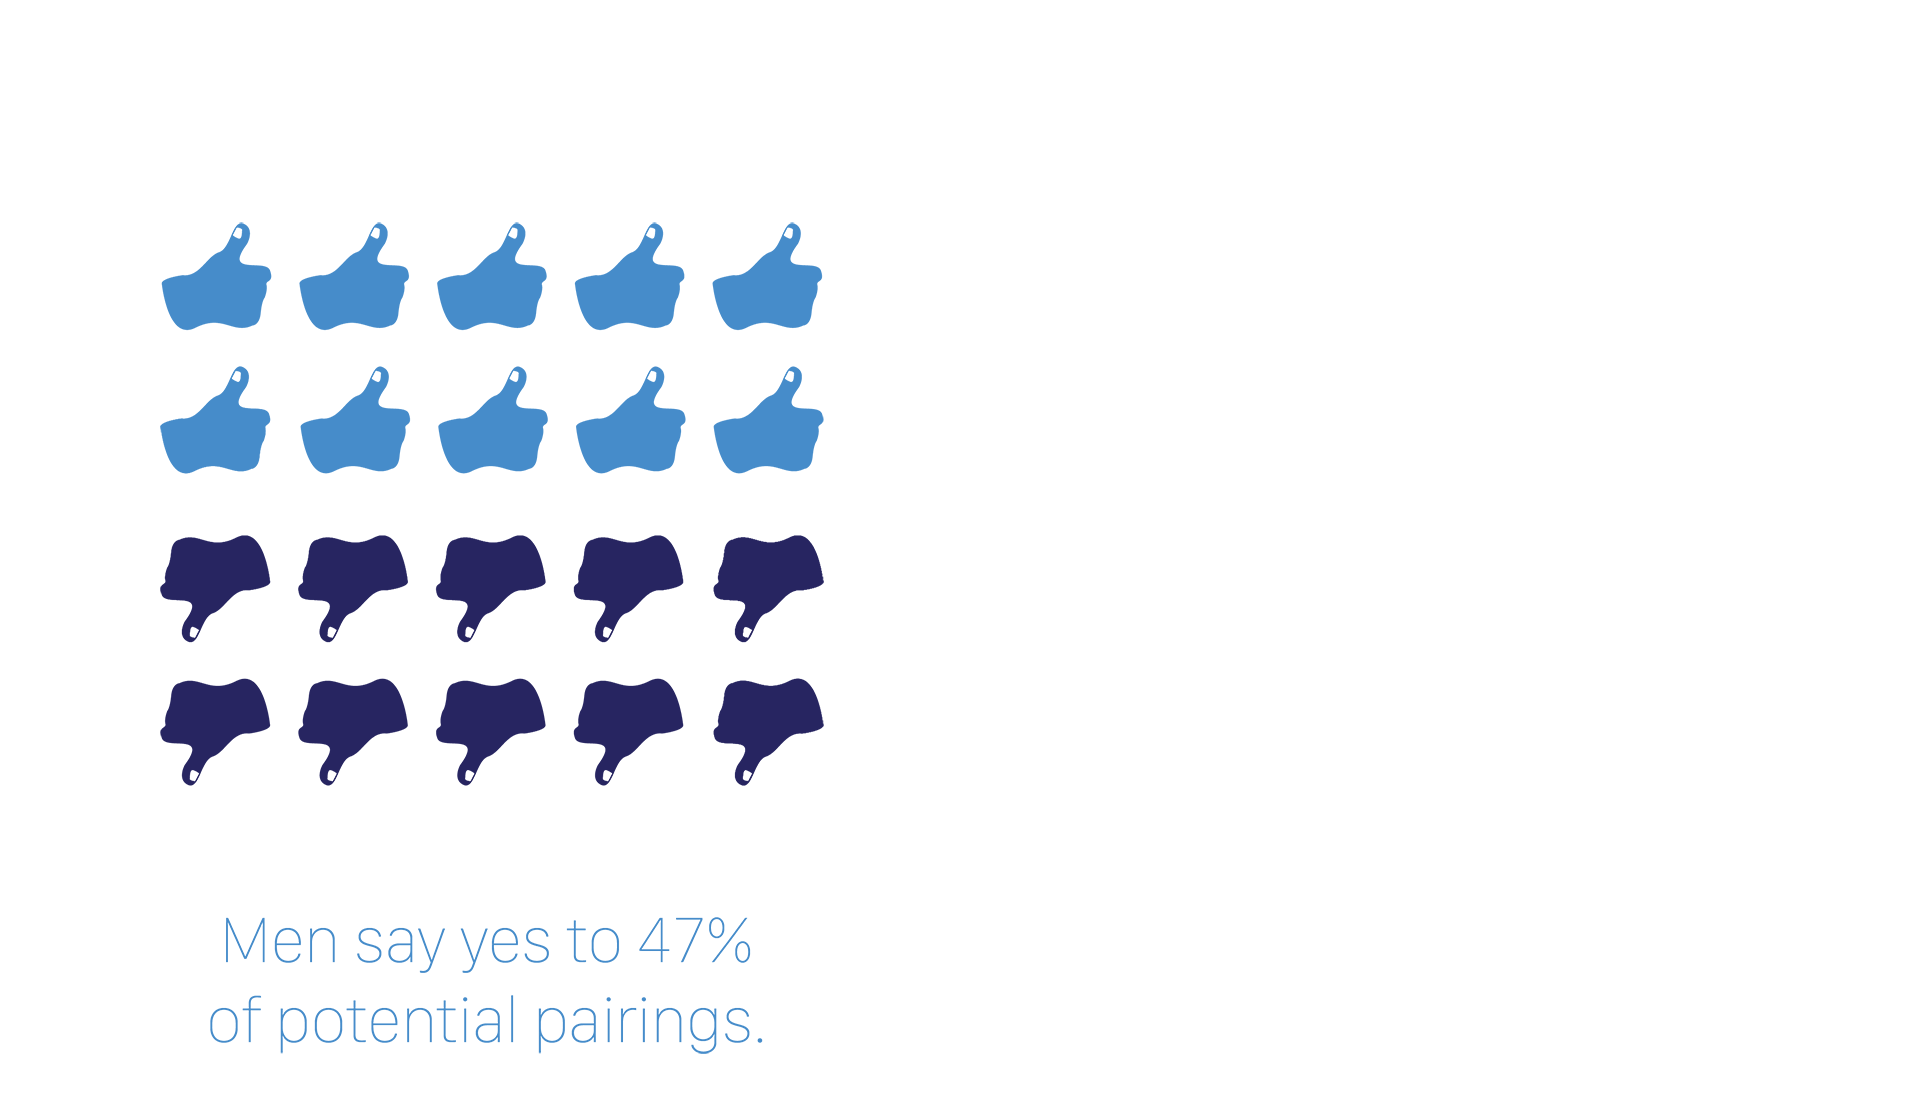 Men say yes to 47%
of potential pairings.